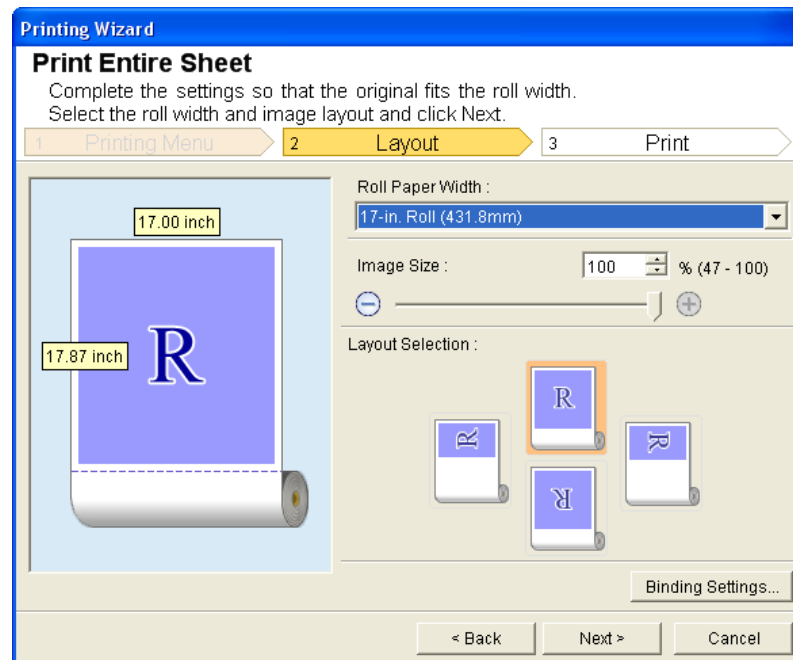 Printing Wizard
Print Entire Sheet
Complete the settings so that the original fits the roll width.
Select the roll width and image layout and click Next.
1 Printing Menu 2 Layout 3 Print
Roll Paper Width :
17-in. Roll (431.8mm)
17.00 inch
Image Size : 100 % (47 - 100)
17.87 inch R
Layout Selection :
R
R R
R
Binding Settings...
< Back Next > Cancel